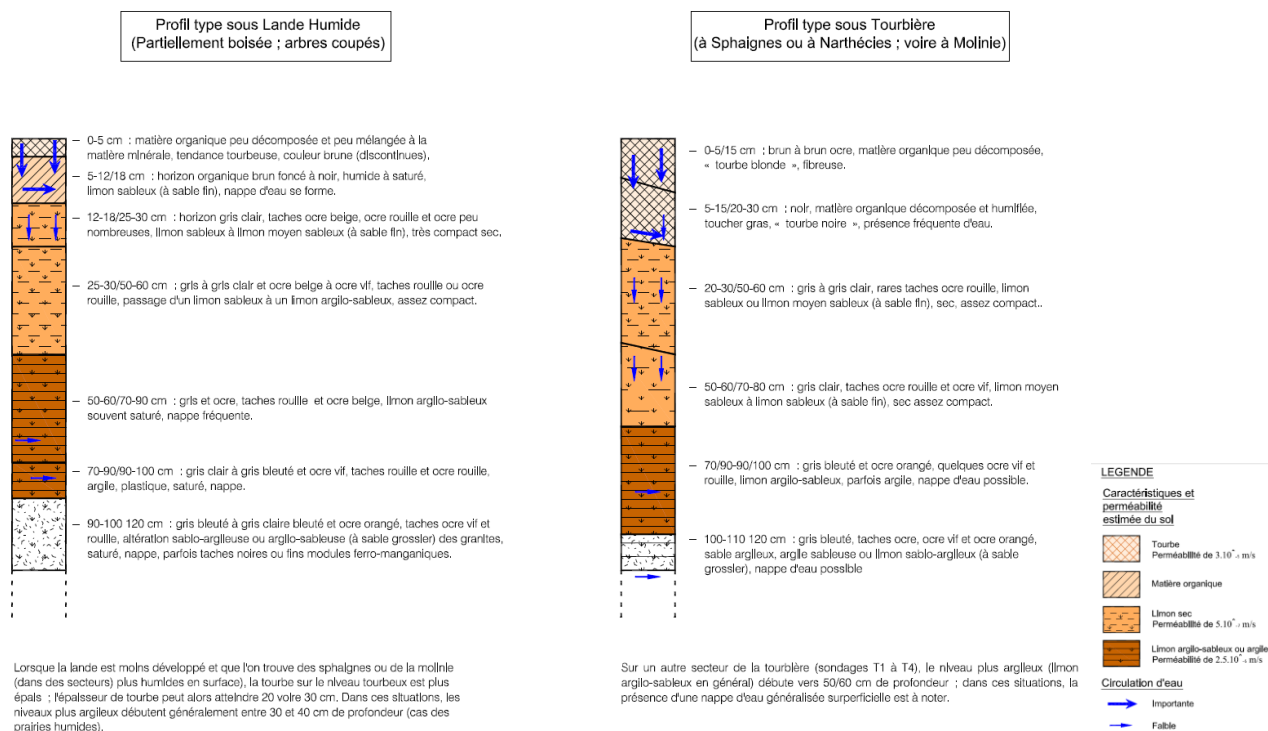 Profil type sous Lande Humide
(Partiellement boisée ; arbres coupés)
0-5 cm : matière organique peu décomposée et peu mélangée à la
matière minérale, tendance tourbeuse, couleur brune (discontinues).
5-12/18 cm : horizon organique brun foncé à noir, humide à saturé,
limon sableux (à sable fin), nappe d'eau se forme.
12-18/25-30 cm : horizon gris clair, taches ocre beige, ocre rouille et ocre peu
nombreuses, limon sableux à limon moyen sableux (à sable fin), très compact sec.
25-30/50-60 cm : gris à gris clair et ocre beige à ocre vif, taches rouille ou ocre
rouille, passage d'un limon sableux à un limon argilo-sableux, assez compact.
50-60/70-90 cm : gris et ocre, taches rouille et ocre beige, limon argilo-sableux
souvent saturé, nappe fréquente.
70-90/90-100 cm : gris clair à gris bleuté et ocre vif, taches rouille et ocre rouille,
argile, plastique, saturé, nappe.
90-100 120 cm : gris bleuté à gris claire bleuté et ocre orangé, taches ocre vif et
rouille, altération sablo-argileuse ou argilo-sableuse (à sable grossier) des granites,
saturé, nappe, parfois taches noires ou fins modules ferro-manganiques.
Lorsque la lande est moins développé et que l'on trouve des sphaignes ou de la molinie
(dans des secteurs) plus humides en surface), la tourbe sur le niveau tourbeux est plus
épais ; l'épaisseur de tourbe peut alors atteindre 20 voire 30 cm. Dans ces situations, les
niveaux plus argileux débutent généralement entre 30 et 40 cm de profondeur (cas des
prairies humides).
Profil type sous Tourbière
(à Sphaignes ou à Narthécies ; voire à Molinie)
0-5/15 cm : brun à brun ocre, matière organique peu décomposée,
« tourbe blonde », fibreuse.
5-15/20-30 cm : noir, matière organique décomposée et humifiée,
toucher gras, « tourbe noire », présence fréquente d'eau.
20-30/50-60 cm : gris à gris clair, rares taches ocre rouille, limon
sableux ou limon moyen sableux (à sable fin), sec, assez compact..
50-60/70-80 cm : gris clair, taches ocre rouille et ocre vif, limon moyen
sableux à limon sableux (à sable fin), sec assez compact.
70/90-90/100 cm : gris bleuté et ocre orangé, quelques ocre vif et
rouille, limon argilo-sableux, parfois argile, nappe d'eau possible.
100-110 120 cm : gris bleuté, taches ocre, ocre vif et ocre orangé,
sable argileux, argile sableuse ou limon sablo-argileux (à sable
grossier), nappe d'eau possible
Sur un autre secteur de la tourbière (sondages T1 à T4), le niveau plus argileux (limon
argilo-sableux en général) débute vers 50/60 cm de profondeur ; dans ces situations, la
présence d'une nappe d'eau généralisée superficielle est à noter.
LEGENDE
Caractéristiques et
perméabilité
estimée du sol
Tourbe
Perméabilité de 3.10 m/s
Matière organique
Limon sec
Perméabilité de 5.10 m/s
Limon argilo-sableux ou argile
Perméabilité de 2.5.10 m/s
Circulation d'eau
Importante
Faible